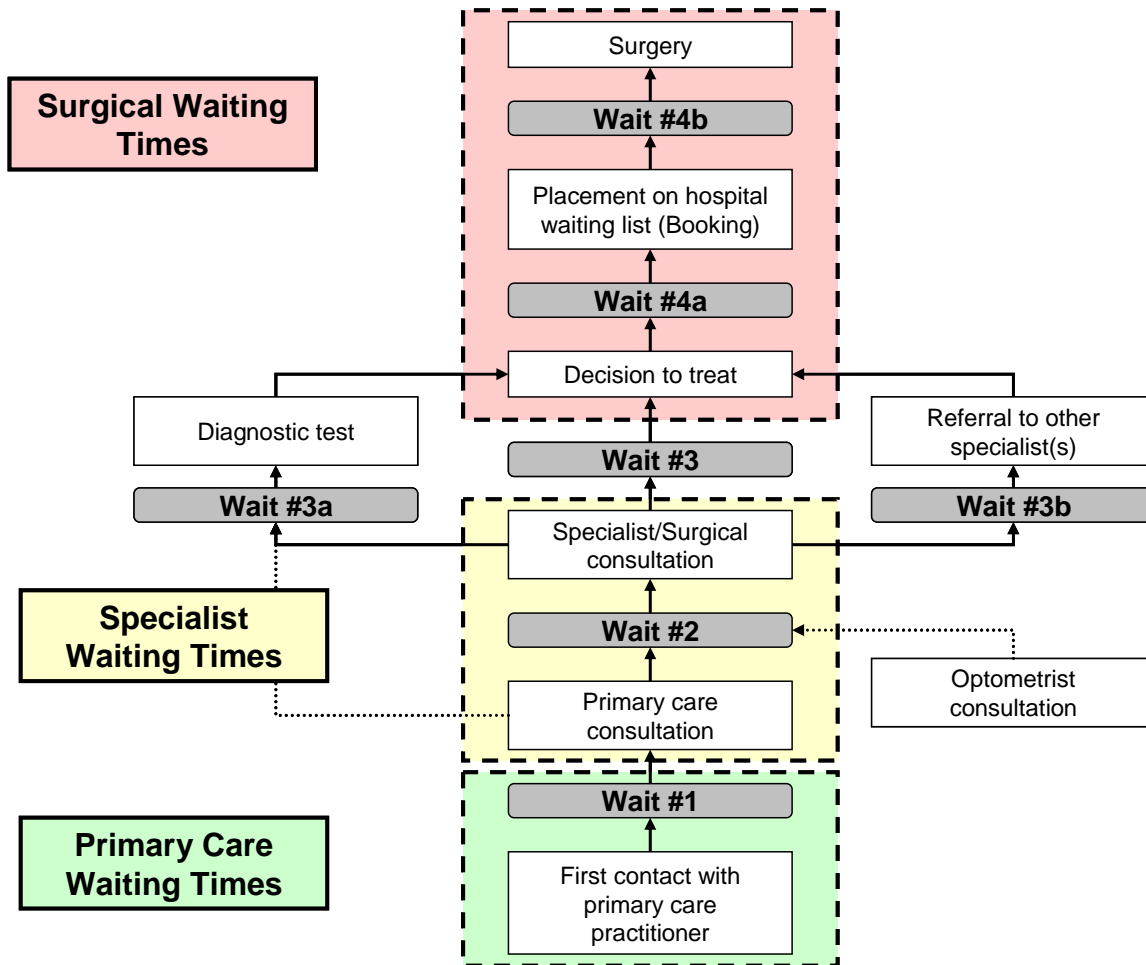 Surgery
Surgical Waiting
Times
Wait #4b
Placement on hospital
waiting list (Booking)
Wait #4a
Decision to treat
Diagnostic test
Referral to other
specialist(s)
Wait #3
Wait #3a
Wait #3b
Specialist/Surgical
consultation
Specialist
Waiting Times
Wait #2
Optometrist
consultation
Primary care
consultation
Wait #1
Primary Care
Waiting Times
First contact with
primary care
practitioner